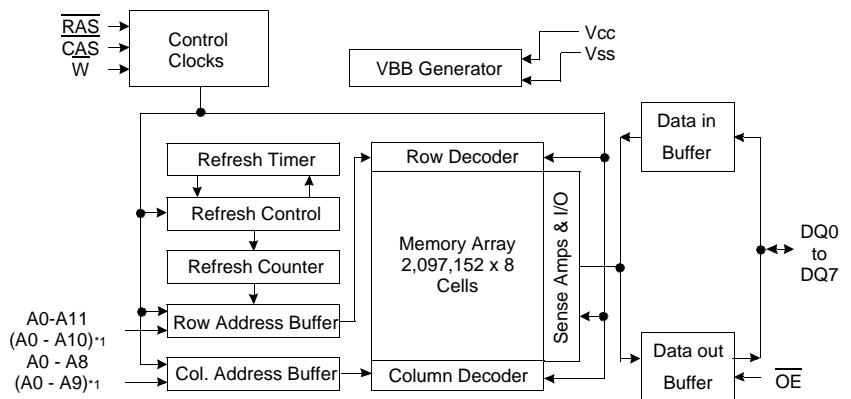 RAS
CAS
W
Control
Clocks
VBB Generator
Vcc
Vss
Refresh Timer
Refresh Control
Refresh Counter
Row Address Buffer
Col. Address Buffer
Row Decoder
Memory Array
2,097,152 x 8
Cells
Sense Amps & I/O
Column Decoder
Data in
Buffer
DQ0
to
DQ7
Data out
Buffer
OE
A0-A11
(A0 - A10)*1
A0 - A8
(A0 - A9)*1